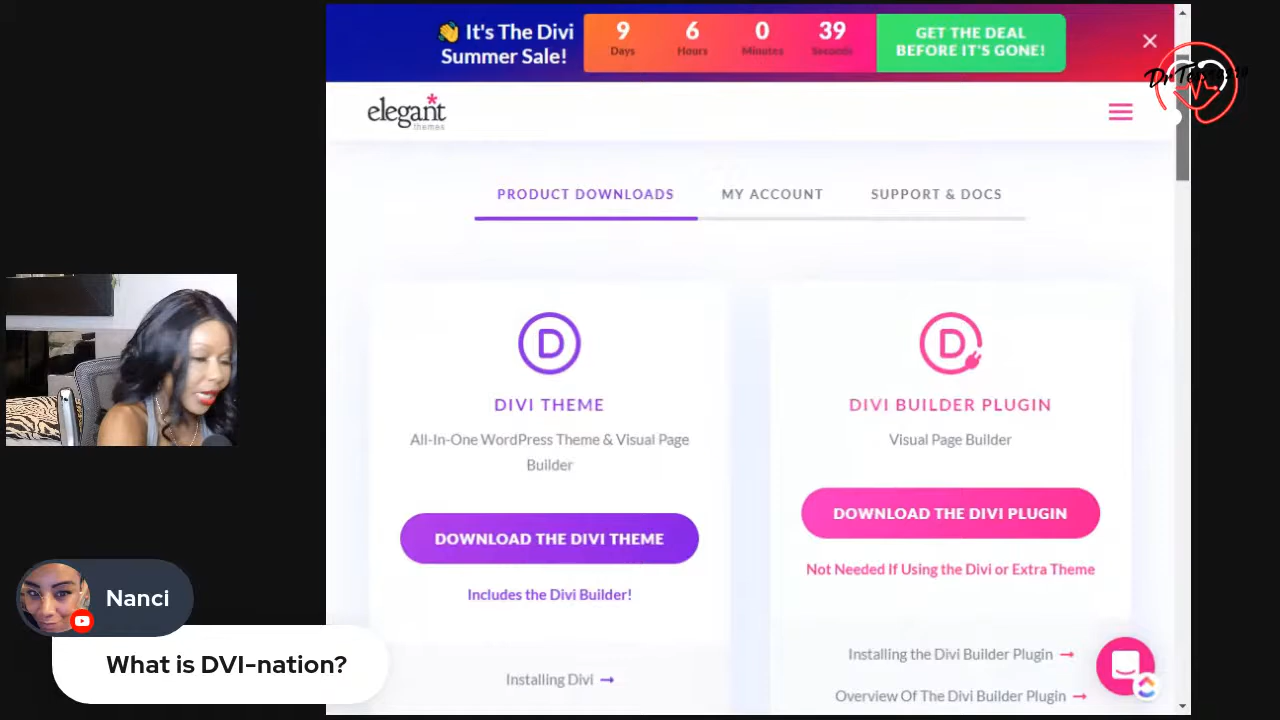 👋 It's The Divi
Summer Sale!
9
Days
6
Hours
0
Minutes
39
Seconds
GET THE DEAL
BEFORE IT'S GONE!
elegant
themes
PRODUCT DOWNLOADS
MY ACCOUNT
SUPPORT & DOCS
DIVI THEME
All-In-One WordPress Theme & Visual Page
Builder
DOWNLOAD THE DIVI THEME
Includes the Divi Builder!
Installing Divi →
DIVI BUILDER PLUGIN
Visual Page Builder
DOWNLOAD THE DIVI PLUGIN
Not Needed If Using the Divi or Extra Theme
Installing the Divi Builder Plugin →
Overview Of The Divi Builder Plugin →
Nanci
What is DVI-nation?